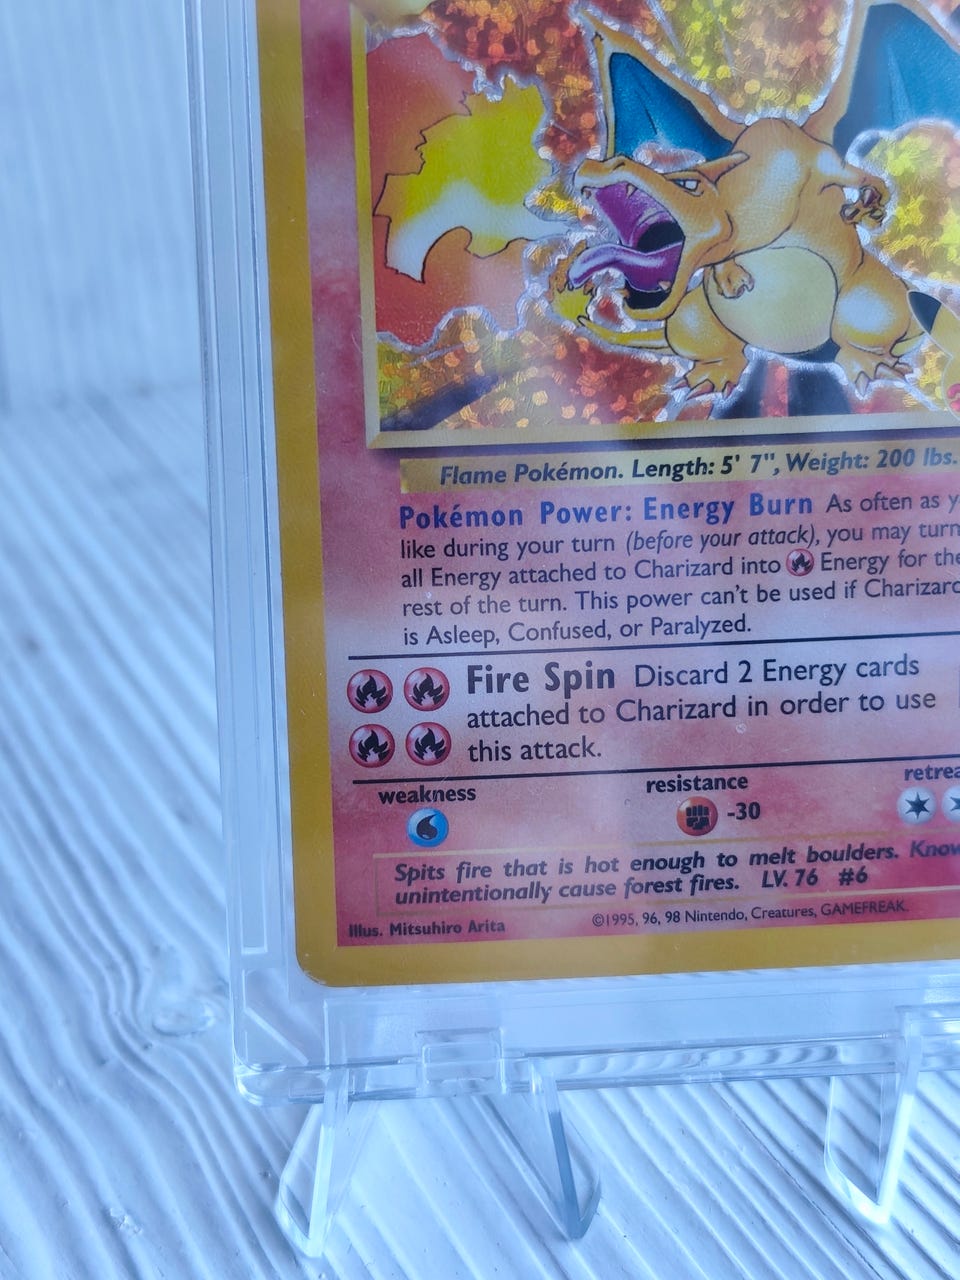 Flame Pokémon. Length: 5' 7", Weight: 200 lbs.
Pokémon Power: Energy Burn As often as y
like during your turn (before your attack), you may turn
all Energy attached to Charizard into Energy for the
rest of the turn. This power can't be used if Charizard
is Asleep, Confused, or Paralyzed.
Fire Spin Discard 2 Energy cards
attached to Charizard in order to use
this attack.
weakness
resistance
retrea
-30
Spits fire that is hot enough to melt boulders. Know
unintentionally cause forest fires. LV. 76 #6
Illus. Mitsuhiro Arita
©1995, 96, 98 Nintendo, Creatures, GAMEFREAK.